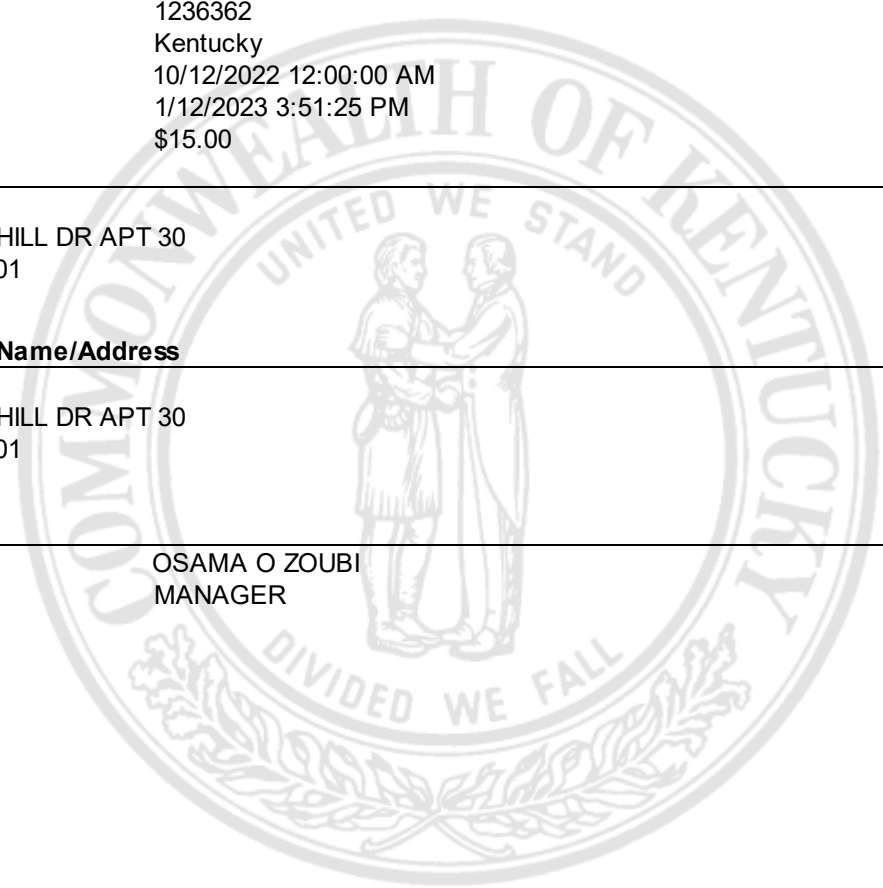 1236362
Kentucky
10/12/2022 12:00:00 AM
1/12/2023 3:51:25 PM
$15.00
HILL DR APT 30
01
Name/Address
HILL DR APT 30
01
OSAMA O ZOUBI
MANAGER
COMMONWEALTH OF KENTUCKY
UNITED WE STAND
DIVIDED WE FALL